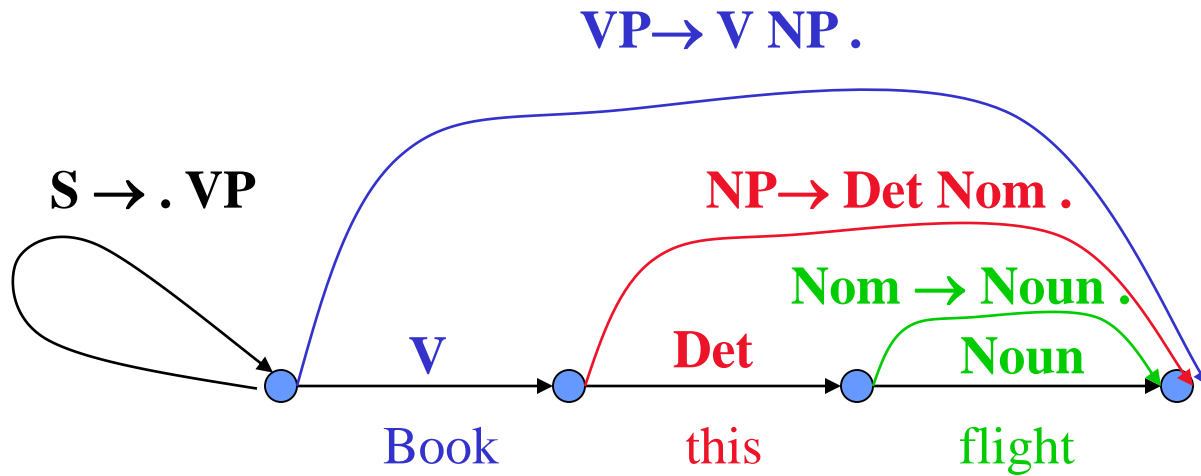 VP→ V NP .
S → . VP
NP→ Det Nom .
Nom → Noun .
V
Det
Noun
Book
this
flight